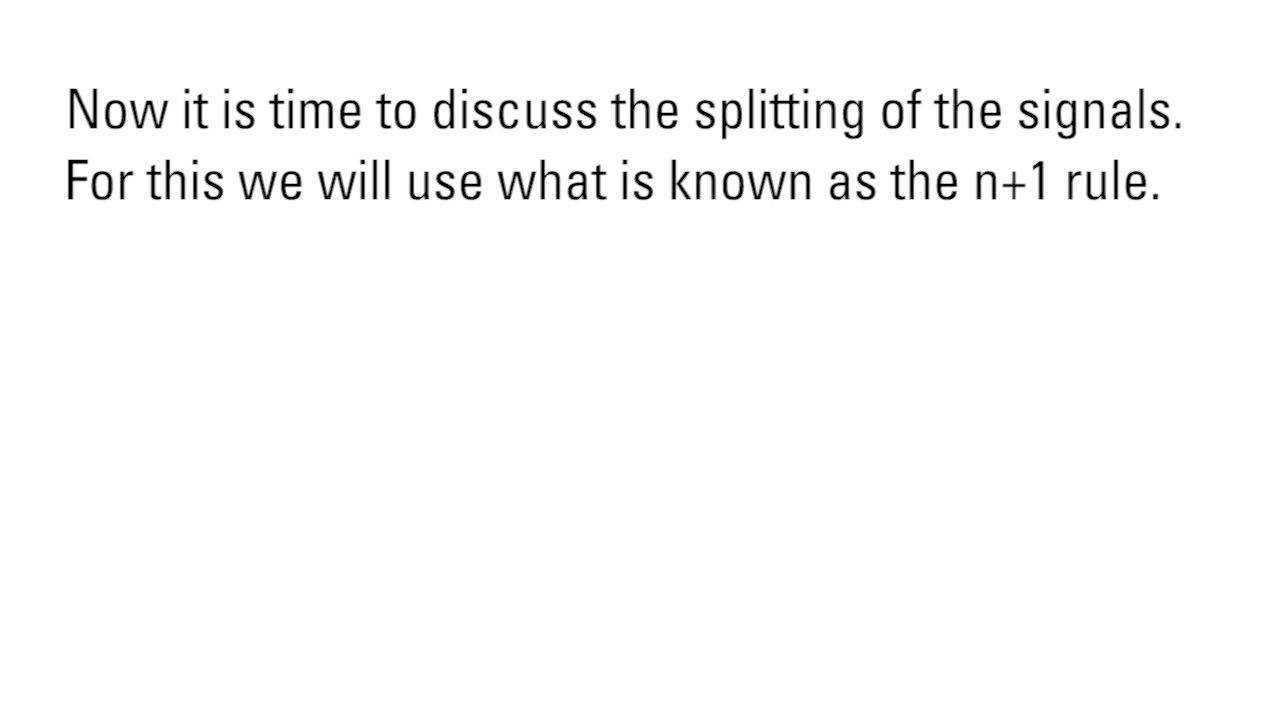 Now it is time to discuss the splitting of the signals.
For this we will use what is known as the n+1 rule.